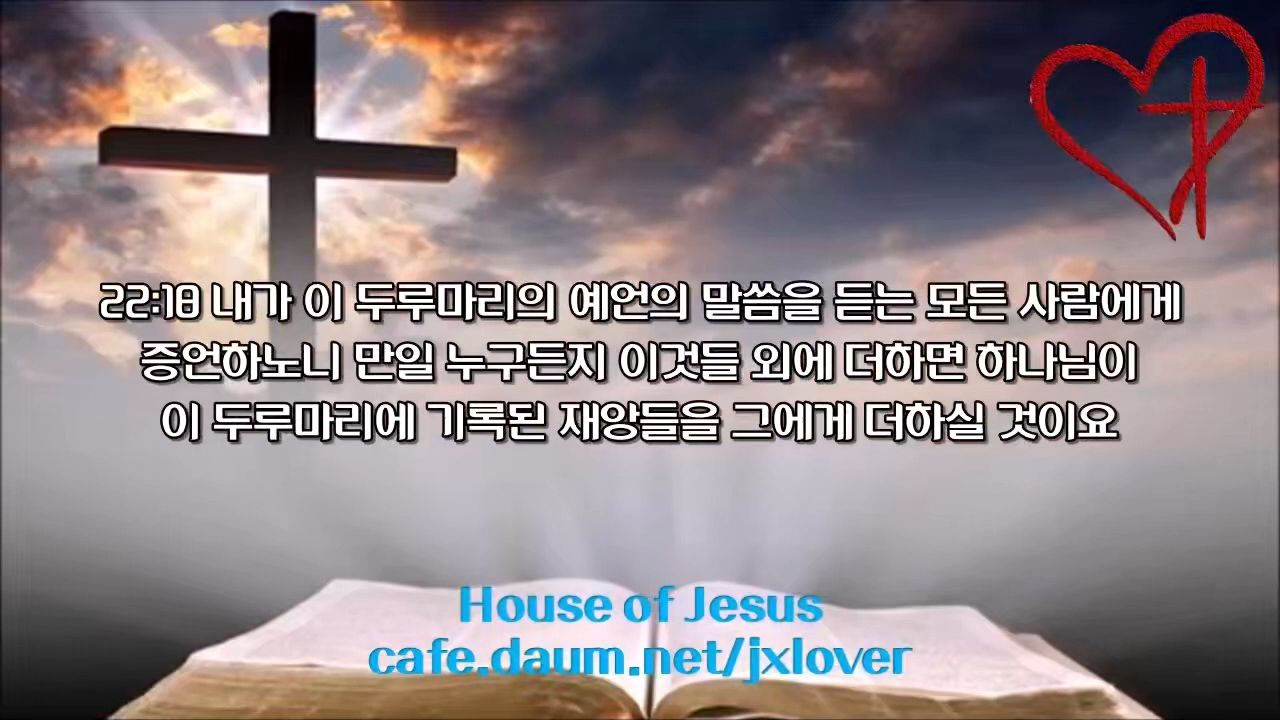 22:18 내가 이 두루마리의 예언의 말씀을 듣는 모든 사람에게
증언하노니 만일 누구든지 이것들 외에 더하면 하나님이
이 두루마리에 기록된 재앙들을 그에게 더하실 것이요
House of Jesus
cafe.daum.net/jxlover